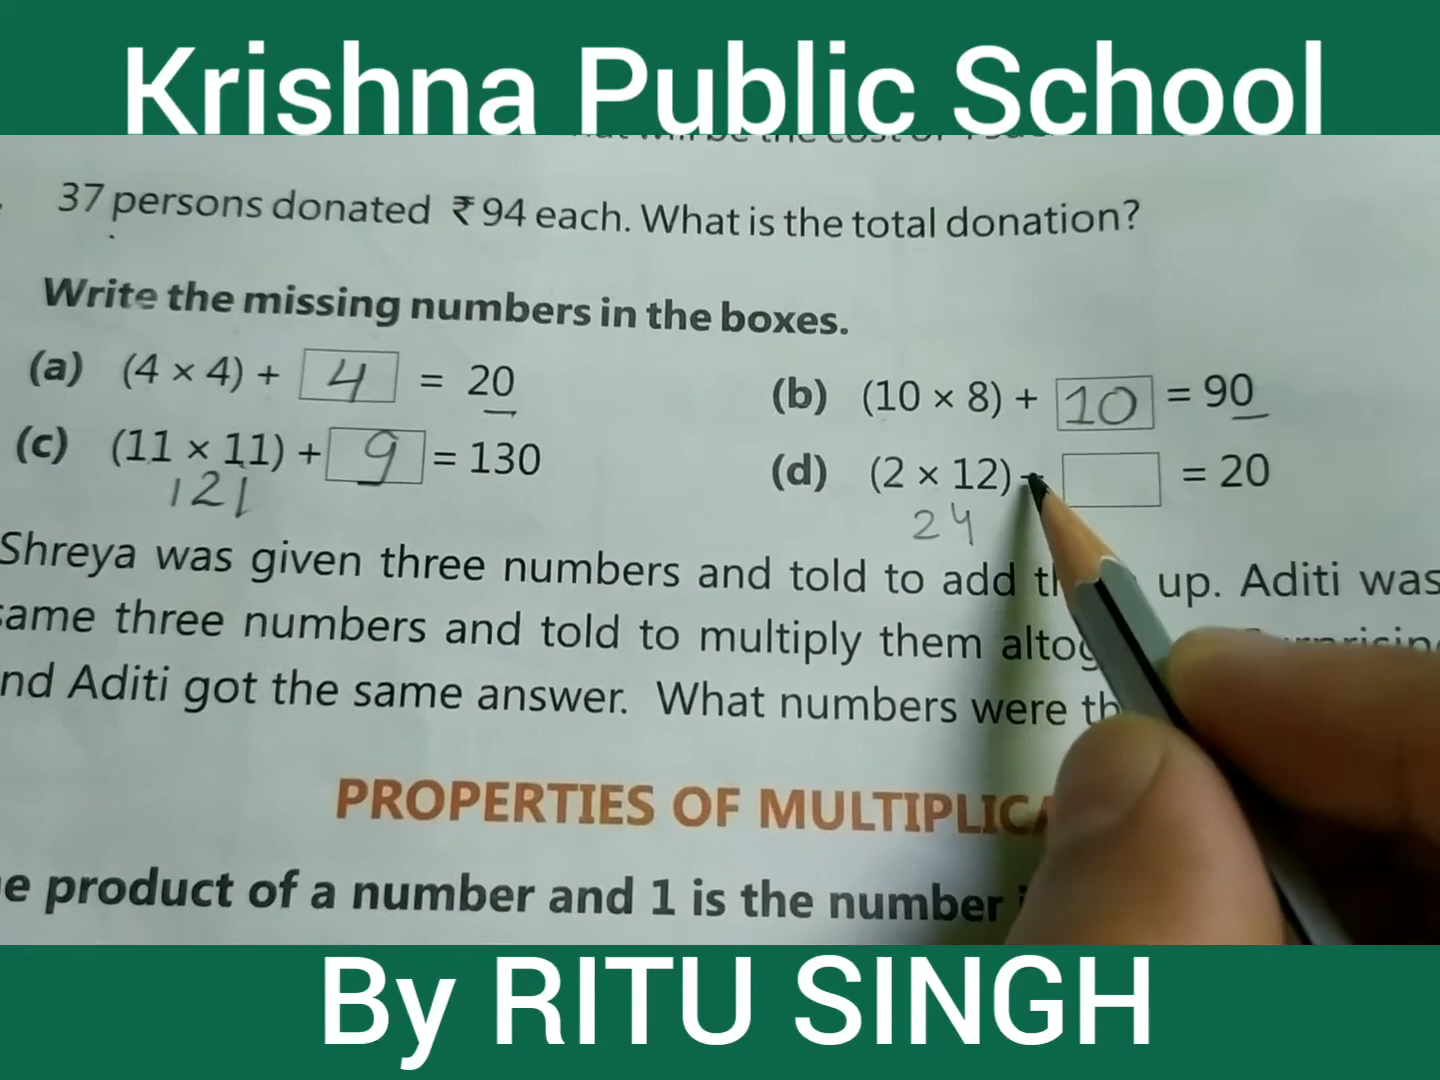 Krishna Public School
37 persons donated ₹ 94 each. What is the total donation?
Write the missing numbers in the boxes.
(a) (4 × 4) + 4 = 20
(b) (10 × 8) + 10 = 90
(c) (11 × 11) + 9 = 130
121
(d) (2 × 12) = 20
24
Shreya was given three numbers and told to add up. Aditi was
same three numbers and told to multiply them
and Aditi got the same answer. What numbers were
PROPERTIES OF
product of a number and 1 is the number
By RITU SINGH